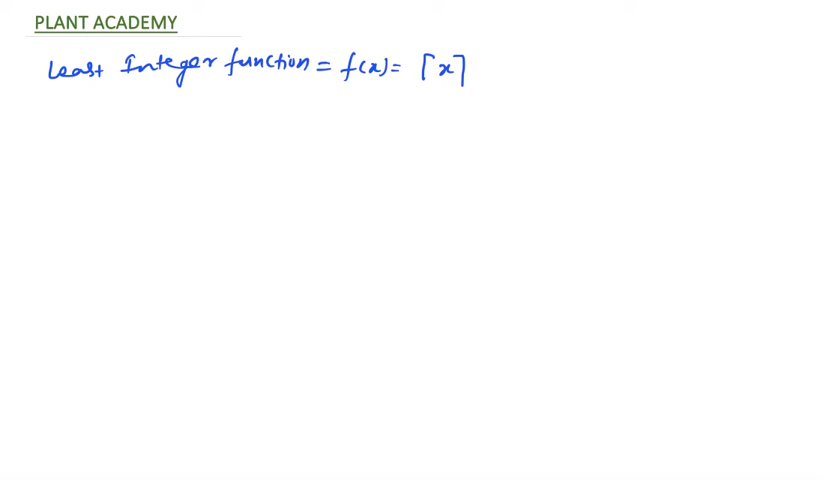 PLANT ACADEMY
Least Integer function = f(x) = ⌈x⌉